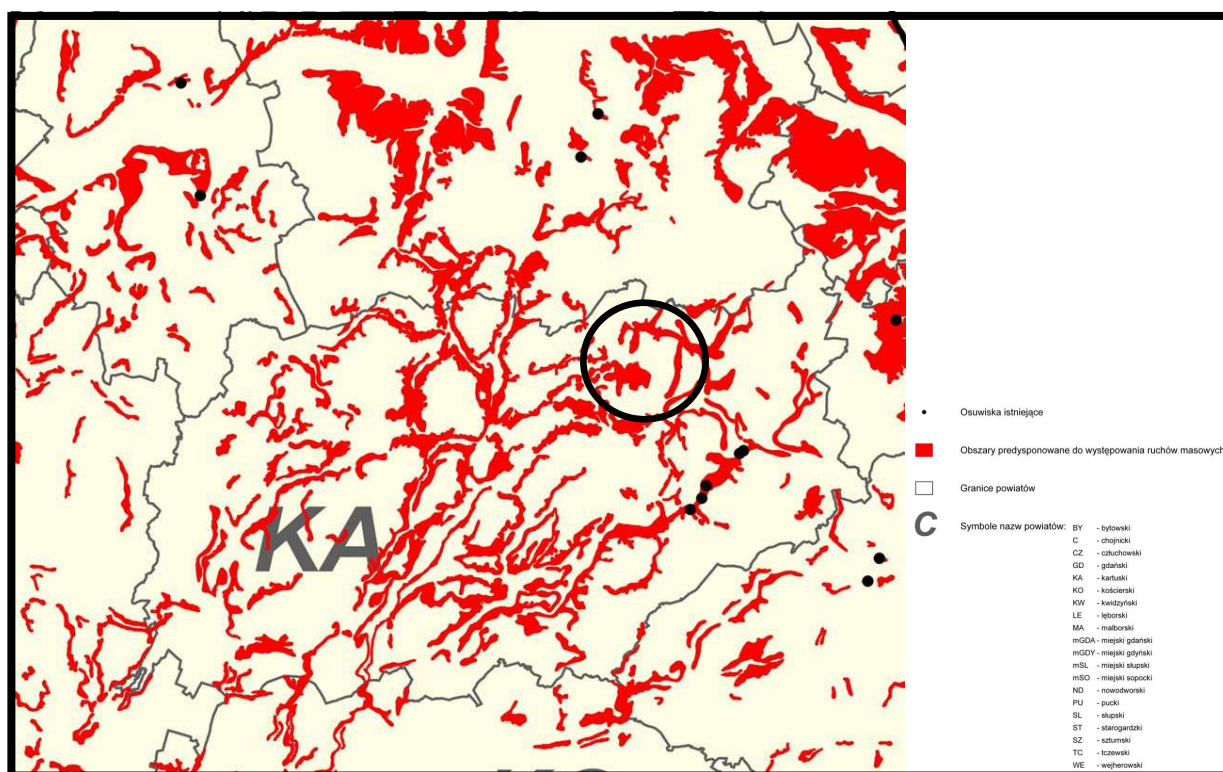 KA
Osuwiska istniejące
Obszary predysponowane do występowania ruchów masowych
Granice powiatów
C Symbole nazw powiatów: BY - bytowski
C - chojnicki
CZ - człuchowski
GD - gdański
KA - kartuski
KO - kościerski
KW - kwidzyński
LE - lęborski
MA - malborski
mGDA - miejski gdański
mGDY - miejski gdyński
mSL - miejski słupski
mSO - miejski sopocki
ND - nowodworski
PU - pucki
SL - słupski
ST - starogardzki
SZ - sztumski
TC - tczewski
WE - wejherowski